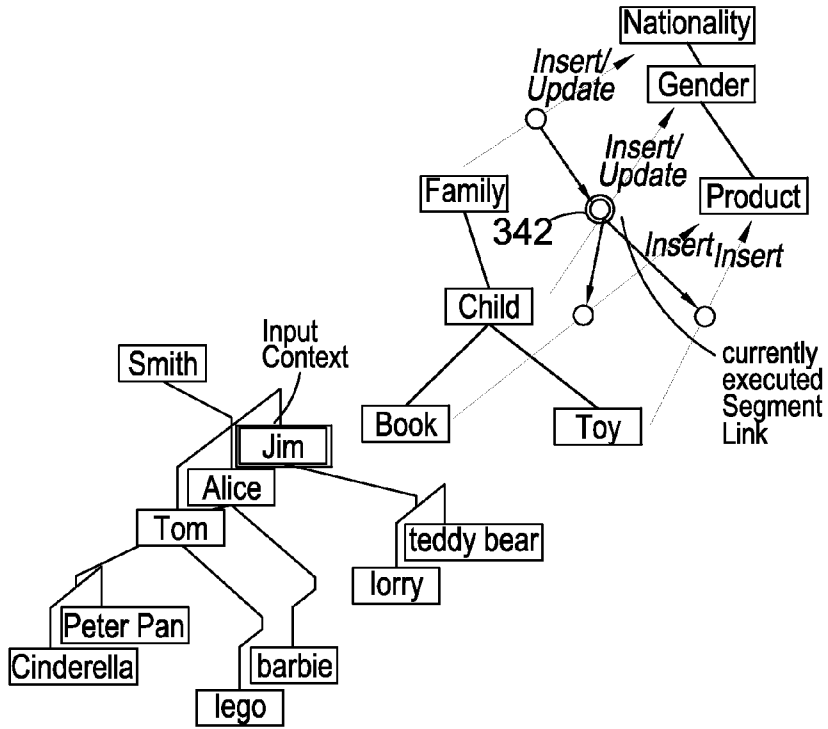 Nationality
Insert/
Update
Gender
Insert/
Update
Family
Product
342
Insert
Insert
Child
Input
Context
Smith
currently
executed
Segment
Link
Book
Toy
Jim
Alice
Tom
teddy bear
lorry
Peter Pan
Cinderella
barbie
lego